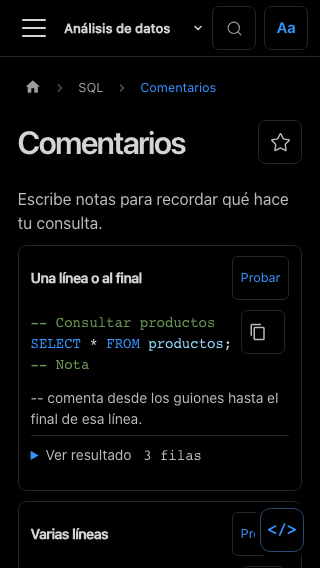 Análisis de datos
Aa
SQL
Comentarios
Comentarios
Escribe notas para recordar qué hace
tu consulta.
Una línea o al final
Probar
-- Consultar productos
SELECT * FROM productos;
-- Nota
-- comenta desde los guiones hasta el
final de esa línea.
Ver resultado 3 filas
Varias líneas
</>